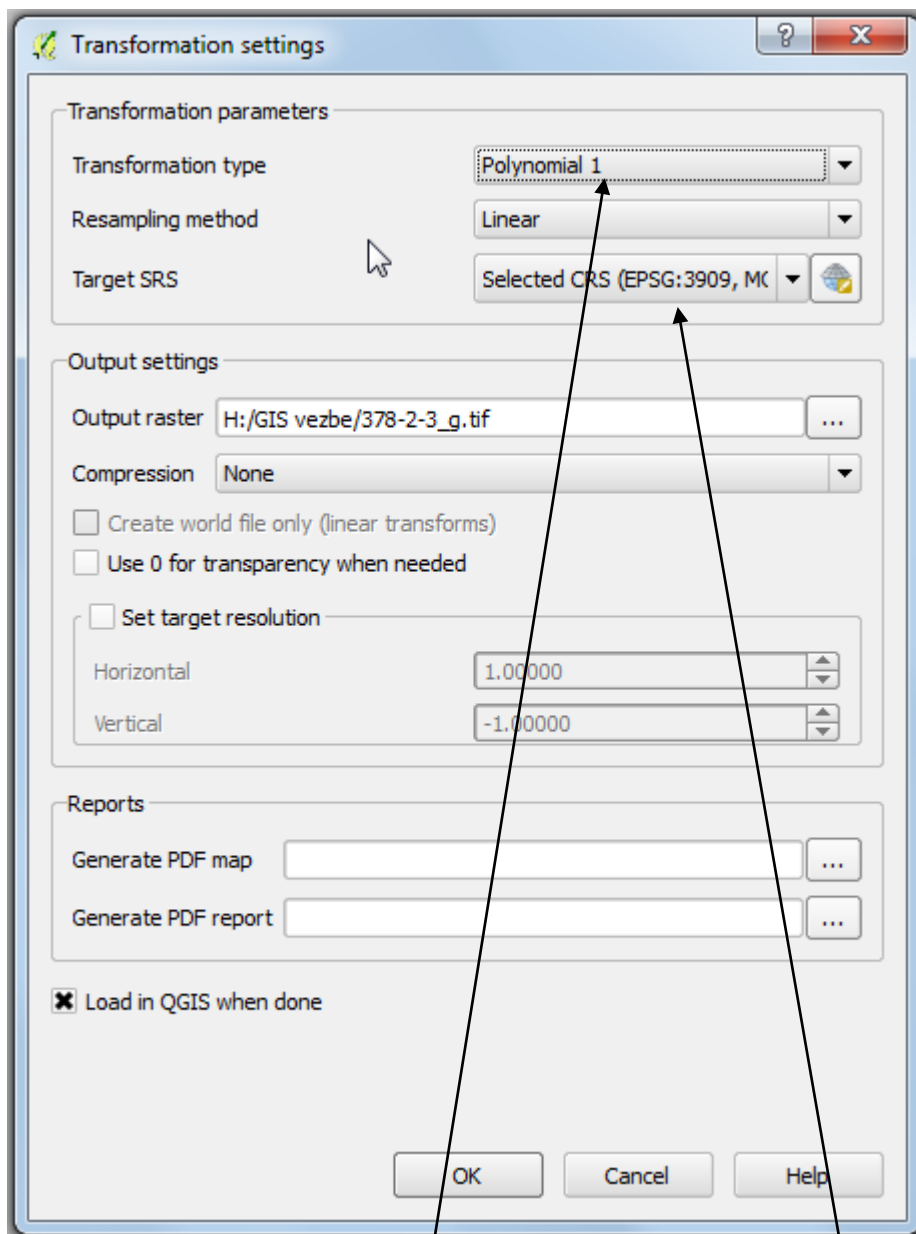 Transformation settings
Transformation parameters
Transformation type Polynomial 1
Resampling method Linear
Target SRS Selected CRS (EPSG:3909, MG
Output settings
Output raster H:/GIS vezbe/378-2-3_g.tif ...
Compression None
Create world file only (linear transforms)
Use 0 for transparency when needed
Set target resolution
Horizontal 1.00000
Vertical -1.00000
Reports
Generate PDF map ...
Generate PDF report ...
Load in QGIS when done
OK Cancel Help